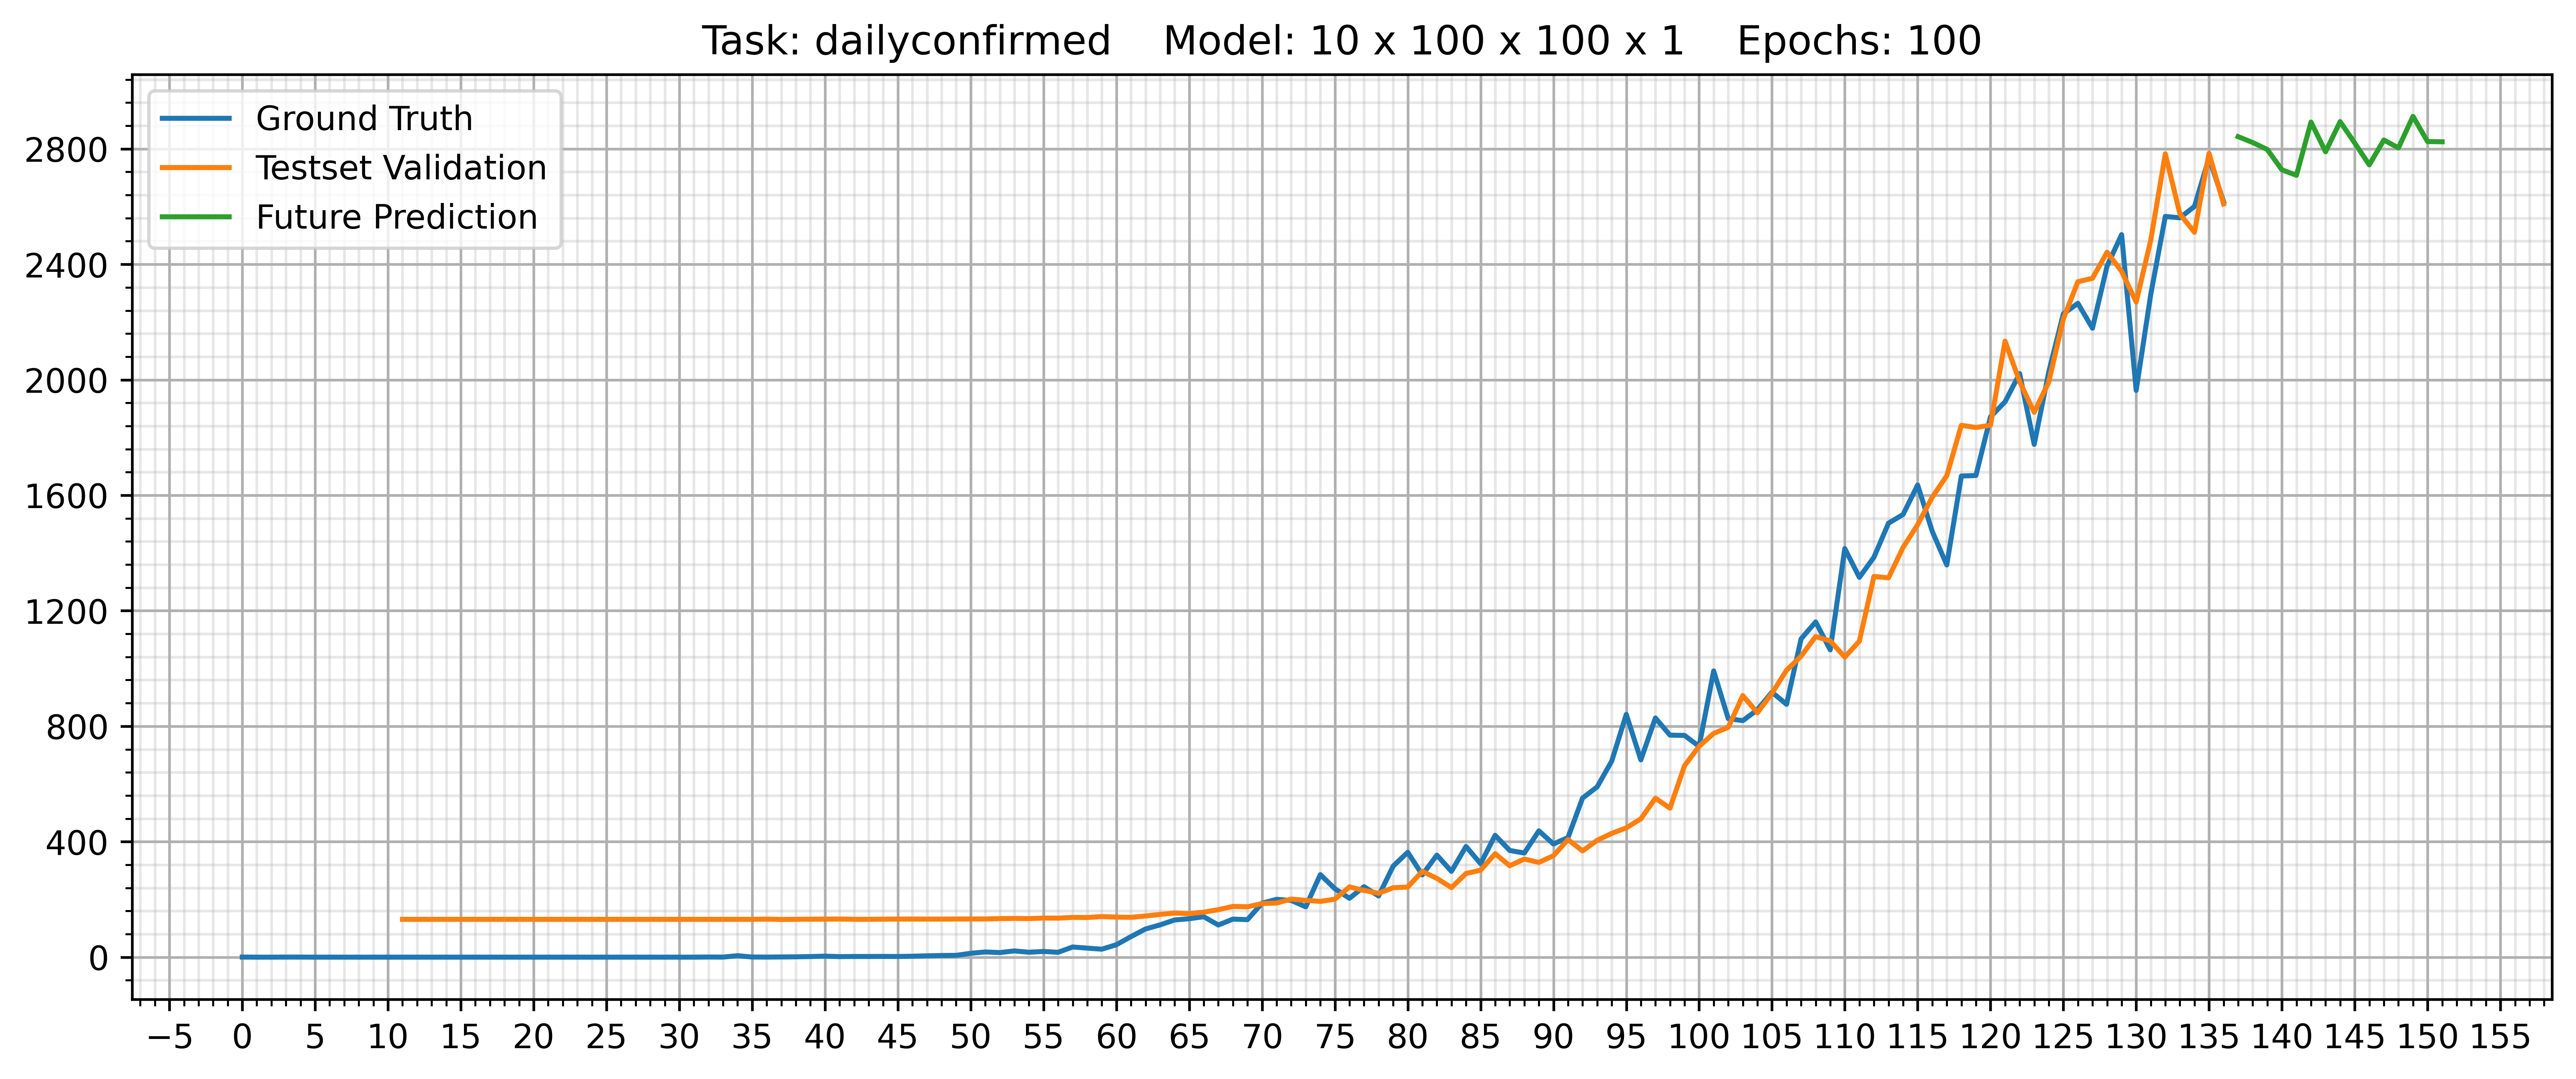 Task: dailyconfirmed    Model: 10 x 100 x 100 x 1    Epochs: 100
Ground Truth
Testset Validation
Future Prediction
2800
2400
2000
1600
1200
800
400
0
−5 0 5 10 15 20 25 30 35 40 45 50 55 60 65 70 75 80 85 90 95 100 105 110 115 120 125 130 135 140 145 150 155